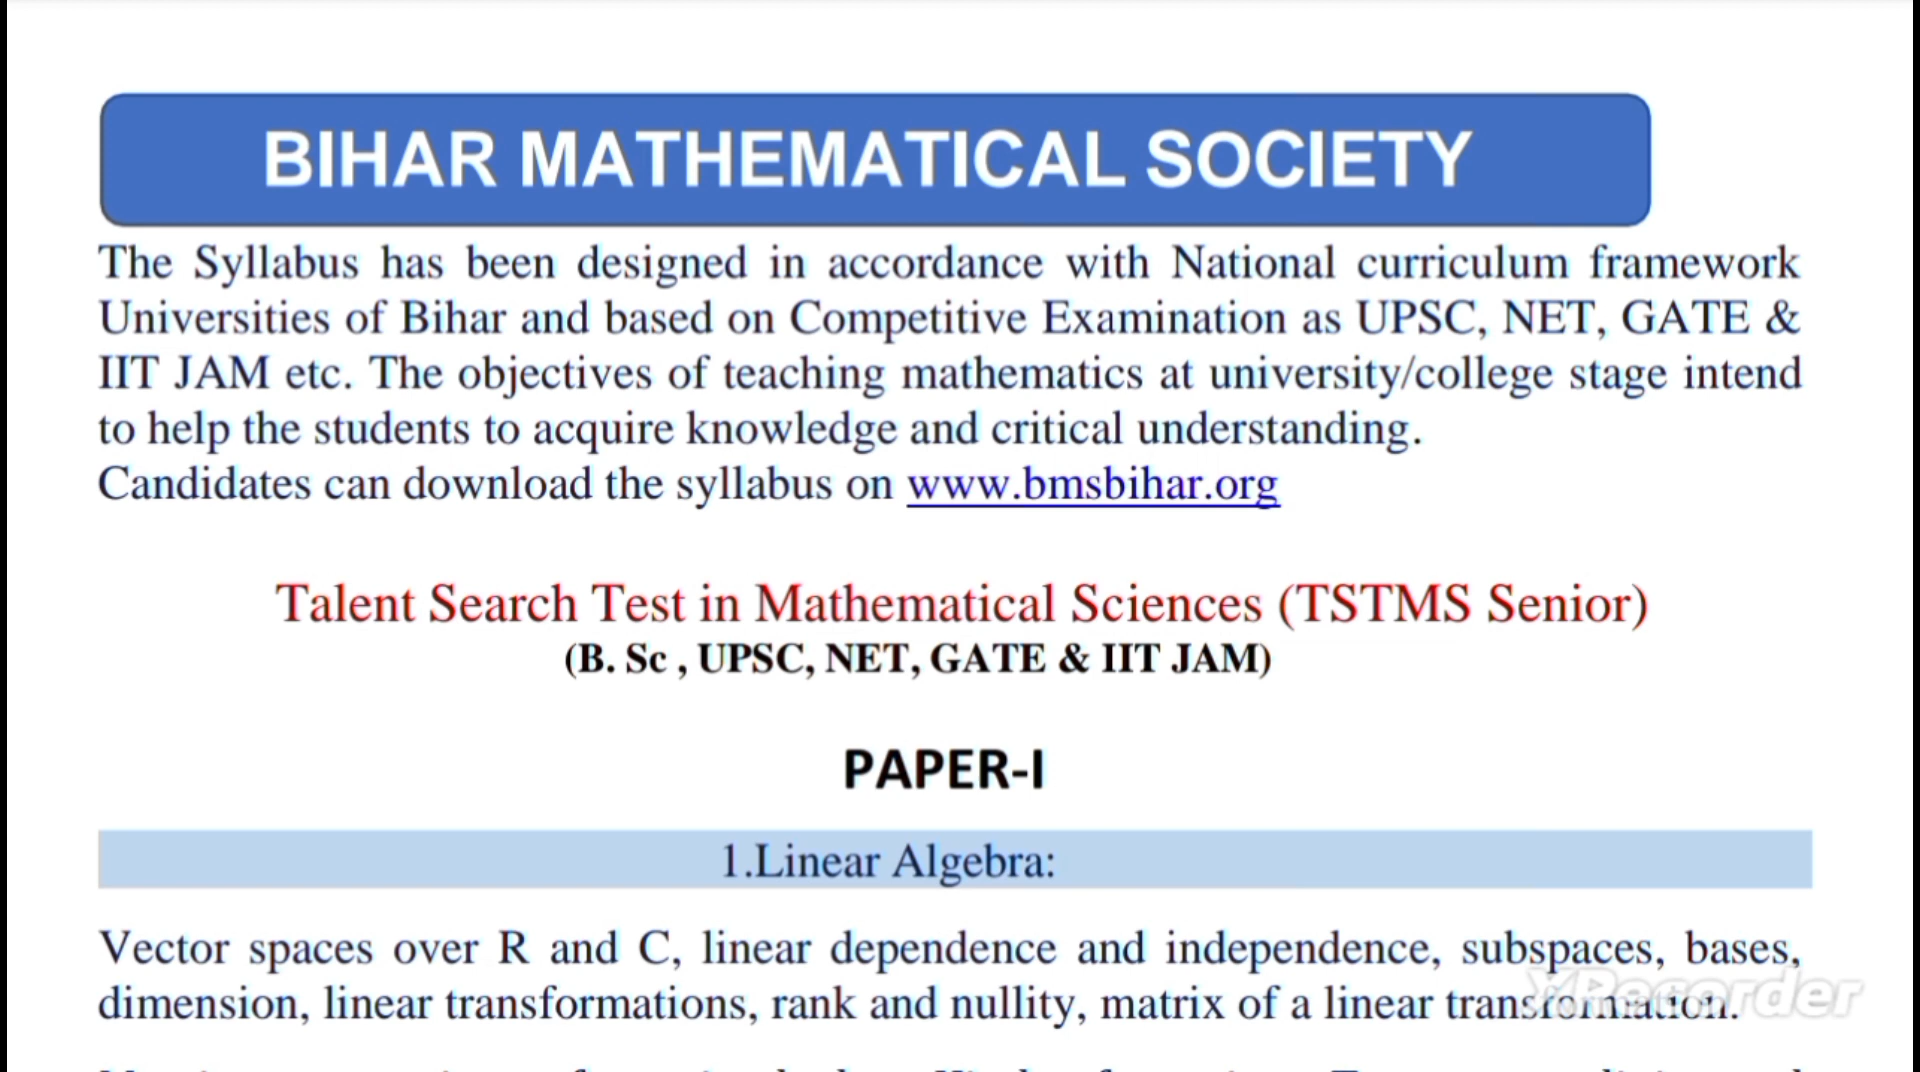 BIHAR MATHEMATICAL SOCIETY
The Syllabus has been designed in accordance with National curriculum framework
Universities of Bihar and based on Competitive Examination as UPSC, NET, GATE &
IIT JAM etc. The objectives of teaching mathematics at university/college stage intend
to help the students to acquire knowledge and critical understanding.
Candidates can download the syllabus on www.bmsbihar.org
Talent Search Test in Mathematical Sciences (TSTMS Senior)
(B. Sc , UPSC, NET, GATE & IIT JAM)
PAPER-I
1.Linear Algebra:
Vector spaces over R and C, linear dependence and independence, subspaces, bases,
dimension, linear transformations, rank and nullity, matrix of a linear transformation.
XRecorder